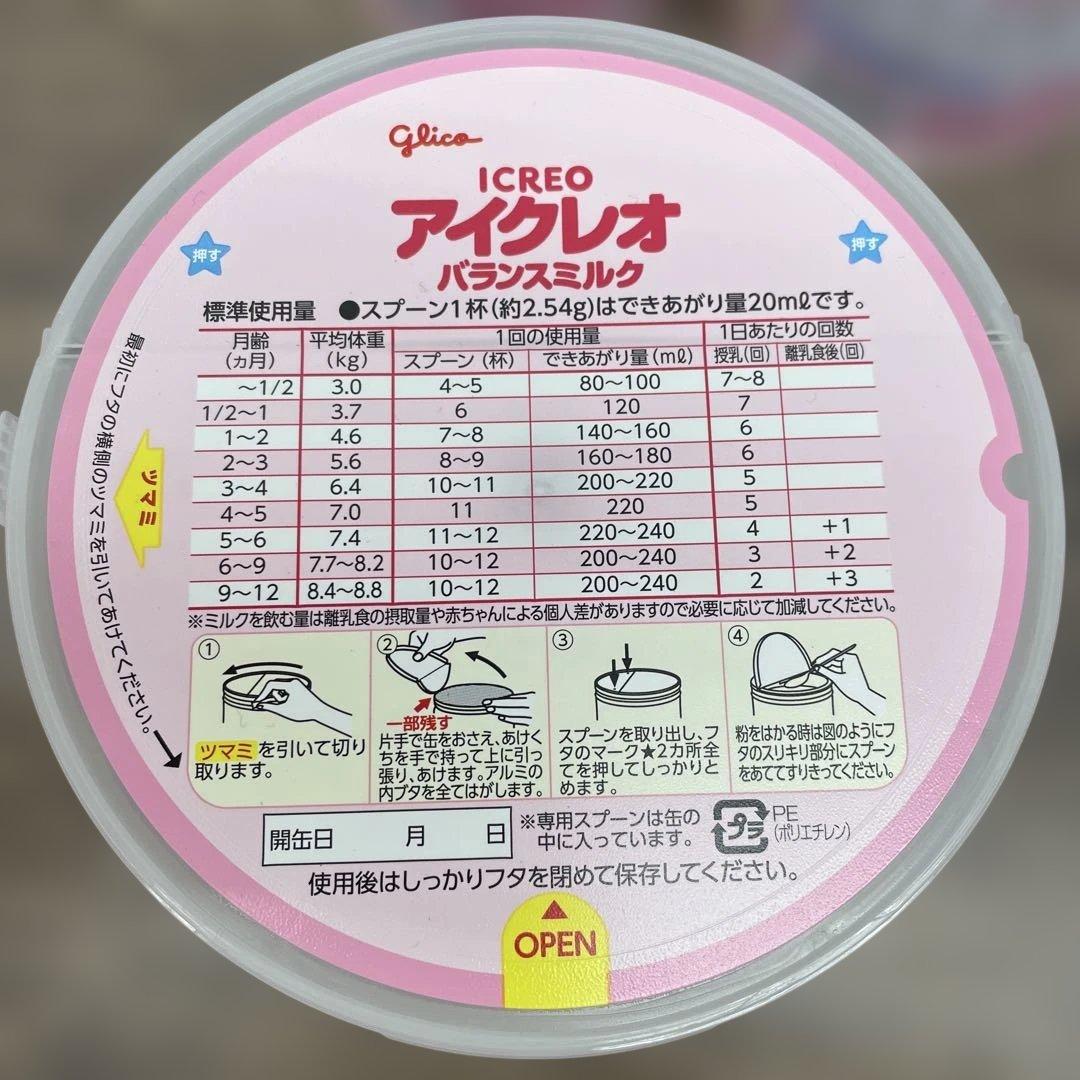 Glico
ICREO
アイクレオ
バランスミルク
押す
押す
標準使用量 ●スプーン1杯(約2.54g)はできあがり量20mlです。
月齢(ヵ月) 平均体重(kg) 1回の使用量 1日あたりの回数
スプーン(杯) できあがり量(ml) 授乳(回) 離乳食後(回)
〜1/2 3.0 4〜5 80〜100 7〜8
1/2〜1 3.7 6 120 7
1〜2 4.6 7〜8 140〜160 6
2〜3 5.6 8〜9 160〜180 6
3〜4 6.4 10〜11 200〜220 5
4〜5 7.0 11 220 5
5〜6 7.4 11〜12 220〜240 4 +1
6〜9 7.7〜8.2 10〜12 200〜240 3 +2
9〜12 8.4〜8.8 10〜12 200〜240 2 +3
※ミルクを飲む量は離乳食の摂取量や赤ちゃんによる個人差がありますので必要に応じて加減してください。
最初にフタの横側のツマミを引いてあけてください。
ツマミ
①
ツマミを引いて切り
取ります。
②
一部残す
片手で缶をおさえ、あけく
ちを手で持って上に引っ
張り、あけます。アルミの
内ブタを全てはがします。
③
スプーンを取り出し、フ
タのマーク★2カ所全
てを押してしっかりと
めます。
④
粉をはかる時は図のようにフ
タのスリキリ部分にスプーン
をあててすりきってください。
開缶日 月 日
※専用スプーンは缶の
中に入っています。
プラ
PE
(ポリエチレン)
使用後はしっかりフタを閉めて保存してください。
OPEN